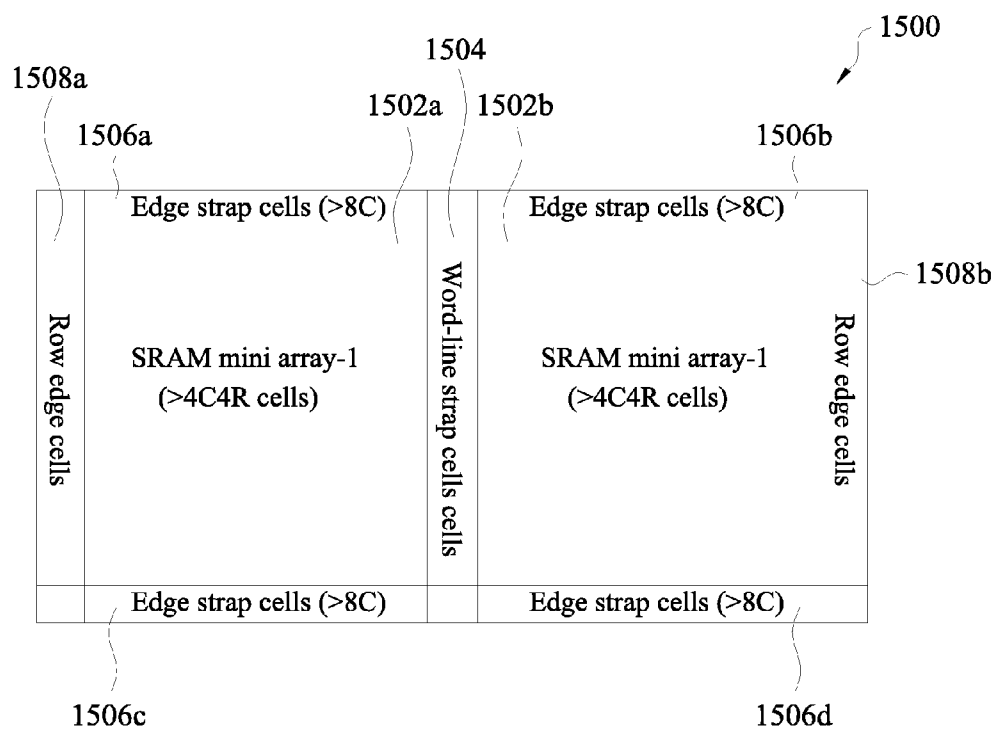 1500
1504
1508a
1502a
1502b
1506a
1506b
Edge strap cells (>8C)
Edge strap cells (>8C)
1508b
Row edge cells
SRAM mini array-1
(>4C4R cells)
Word-line strap cells cells
SRAM mini array-1
(>4C4R cells)
Row edge cells
Edge strap cells (>8C)
Edge strap cells (>8C)
1506c
1506d